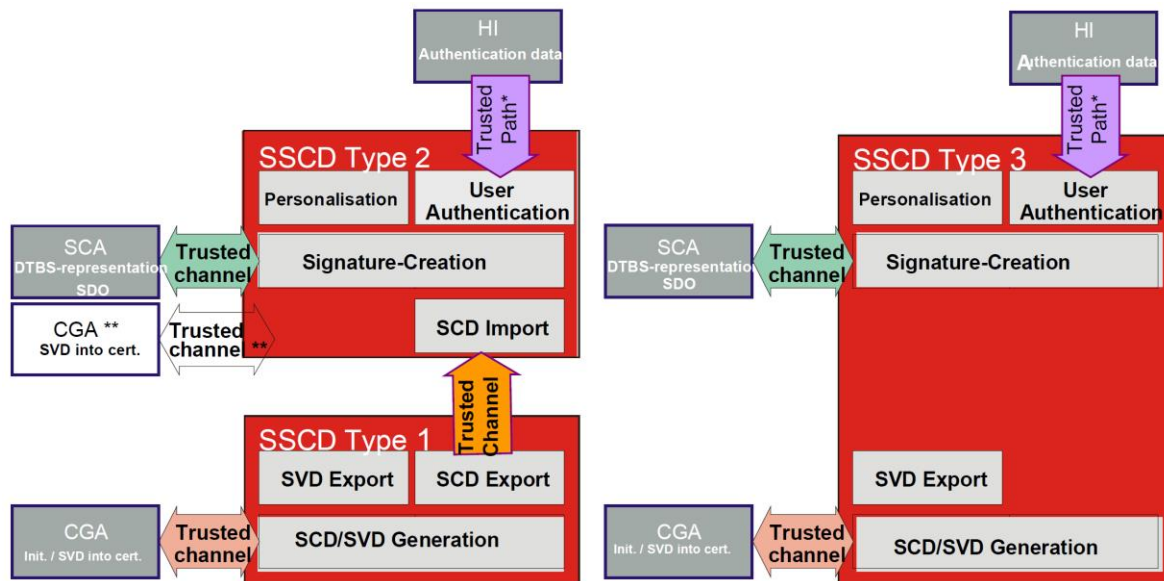 HI
Authentication data
Trusted
Path*
SSCD Type 2
Personalisation
User
Authentication
SCA
DTBS-representation
SDO
Trusted
channel
Signature-Creation
CGA **
SVD into cert.
Trusted
channel **
SCD Import
Trusted
Channel
SSCD Type 1
SVD Export
SCD Export
CGA
Init. / SVD into cert.
Trusted
channel
SCD/SVD Generation
HI
Authentication data
Trusted
Path*
SSCD Type 3
Personalisation
User
Authentication
SCA
DTBS-representation
SDO
Trusted
channel
Signature-Creation
SVD Export
CGA
Init. / SVD into cert.
Trusted
channel
SCD/SVD Generation